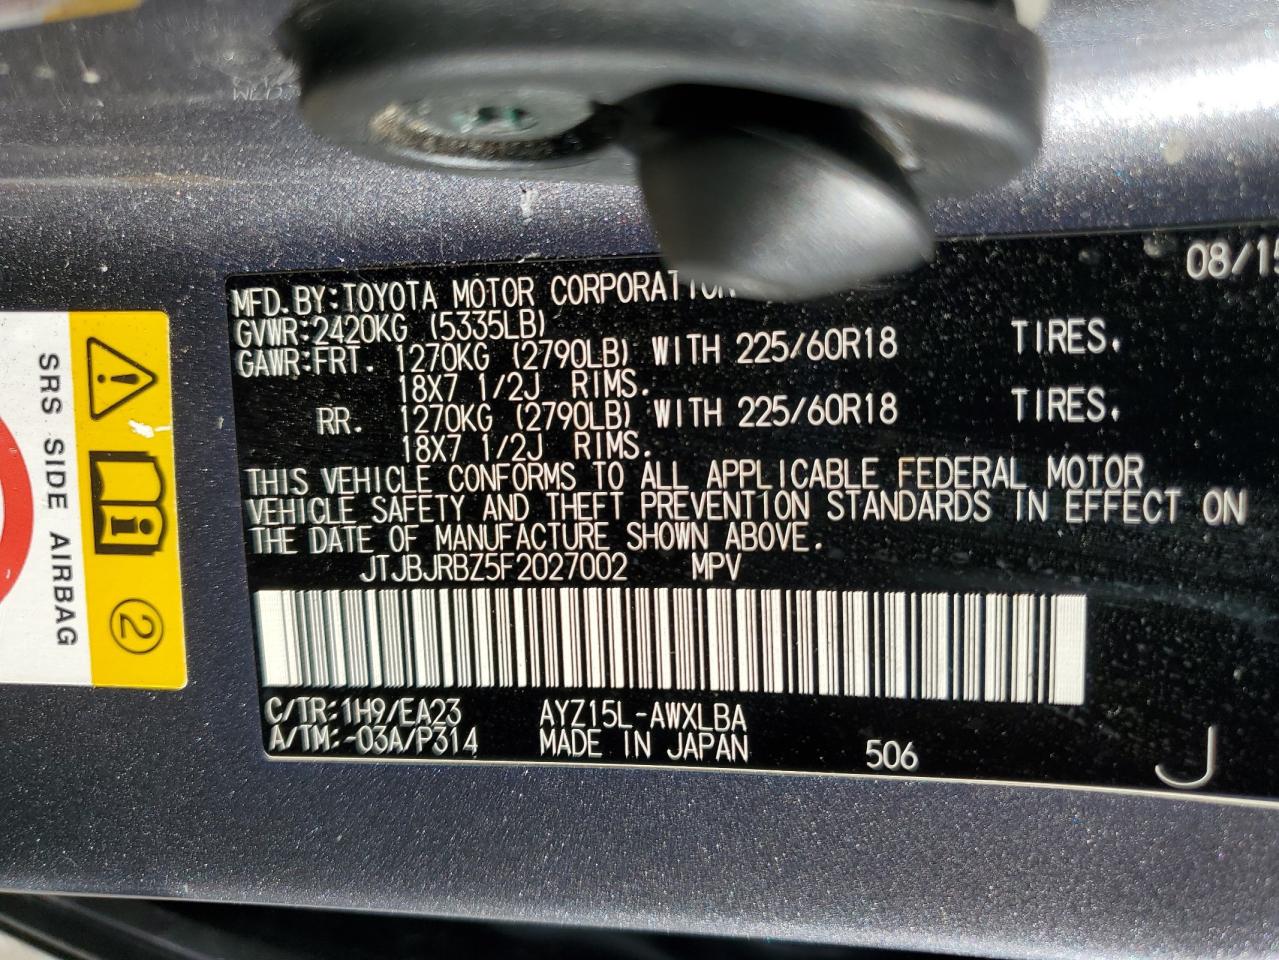 08/15
MFD.BY:TOYOTA MOTOR CORPORATION
GVWR:2420KG (5335LB)
GAWR:FRT. 1270KG (2790LB) WITH 225/60R18 TIRES.
18X7 1/2J RIMS.
RR. 1270KG (2790LB) WITH 225/60R18 TIRES.
18X7 1/2J RIMS.
THIS VEHICLE CONFORMS TO ALL APPLICABLE FEDERAL MOTOR
VEHICLE SAFETY AND THEFT PREVENTION STANDARDS IN EFFECT ON
THE DATE OF MANUFACTURE SHOWN ABOVE.
JTJBJRBZ5F2027002 MPV
C/TR:1H9/EA23 AYZ15L-AWXLBA
A/TM:-03A/P314 MADE IN JAPAN 506 J
SRS SIDE AIRBAG
2